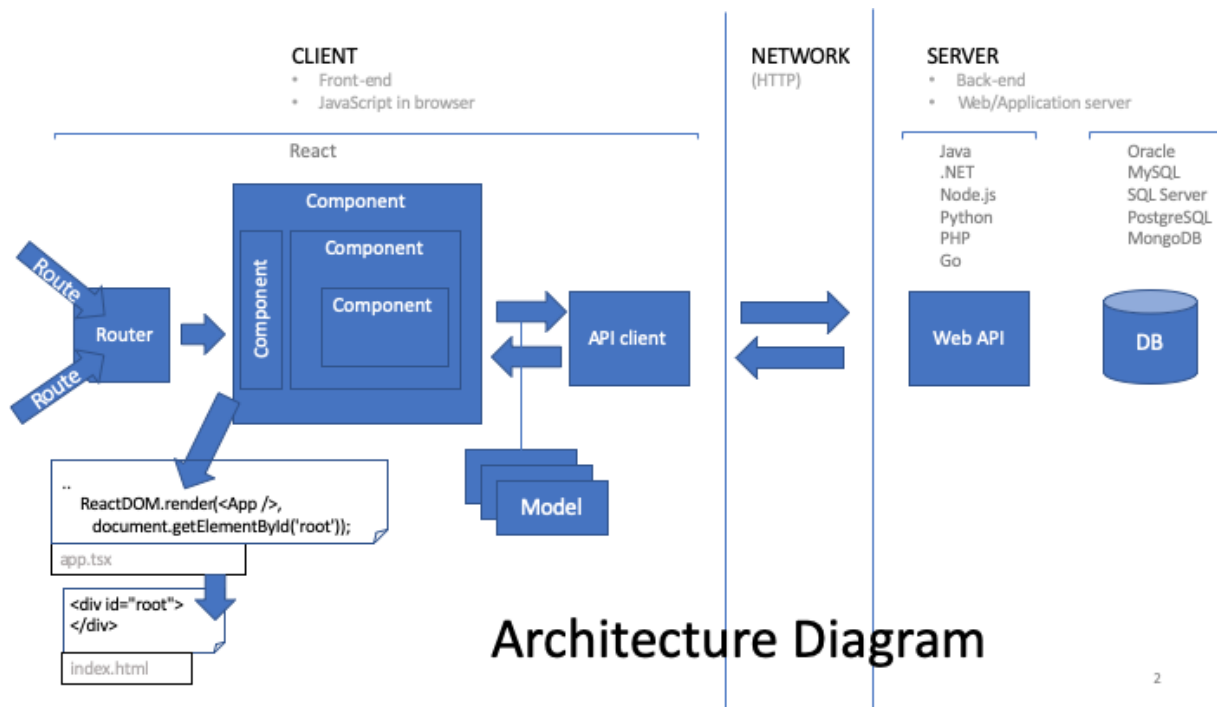 CLIENT
• Front-end
• JavaScript in browser
NETWORK
(HTTP)
SERVER
• Back-end
• Web/Application server
React
Java
.NET
Node.js
Python
PHP
Go
Oracle
MySQL
SQL Server
PostgreSQL
MongoDB
Route
Route
Router
Component
Component
Component
Component
API client
Web API
DB
Model
..
ReactDOM.render(<App />,
document.getElementById('root'));
app.tsx
<div id="root">
</div>
index.html
Architecture Diagram
2